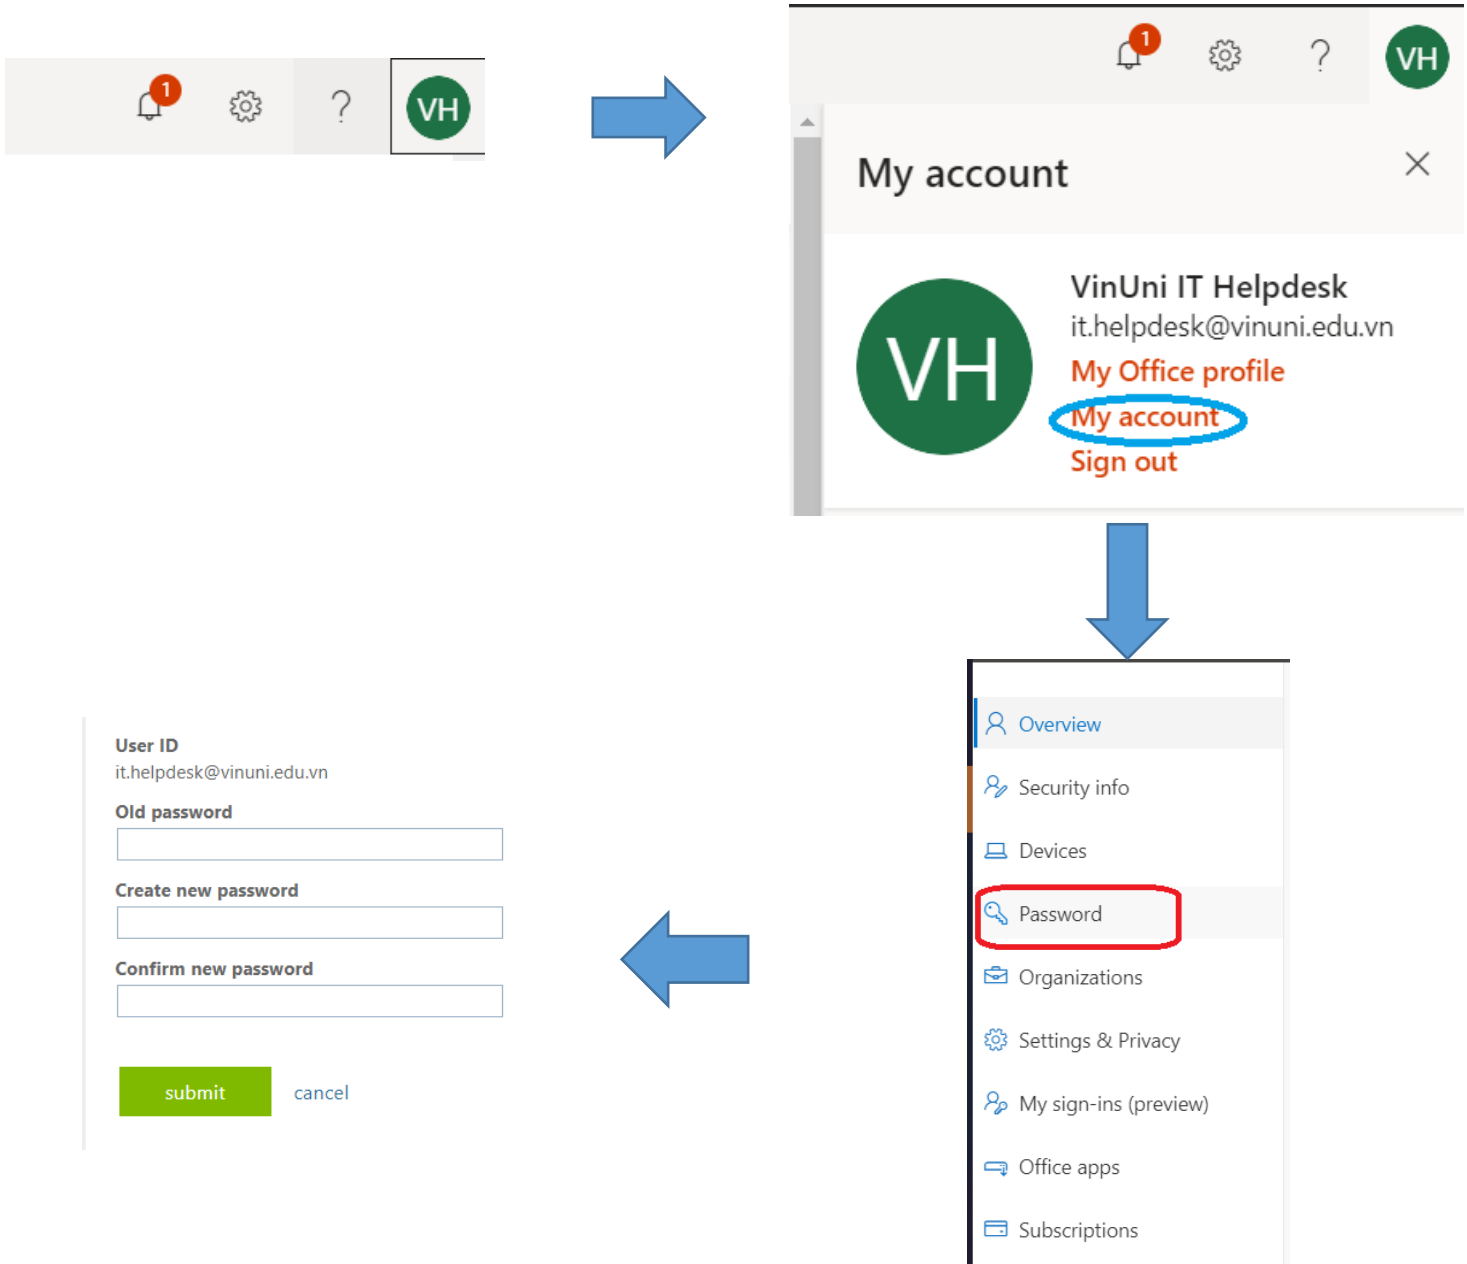 1
?
VH
1
?
VH
My account
VH
VinUni IT Helpdesk
it.helpdesk@vinuni.edu.vn
My Office profile
My account
Sign out
Overview
Security info
Devices
Password
Organizations
Settings & Privacy
My sign-ins (preview)
Office apps
Subscriptions
User ID
it.helpdesk@vinuni.edu.vn
Old password
Create new password
Confirm new password
submit cancel